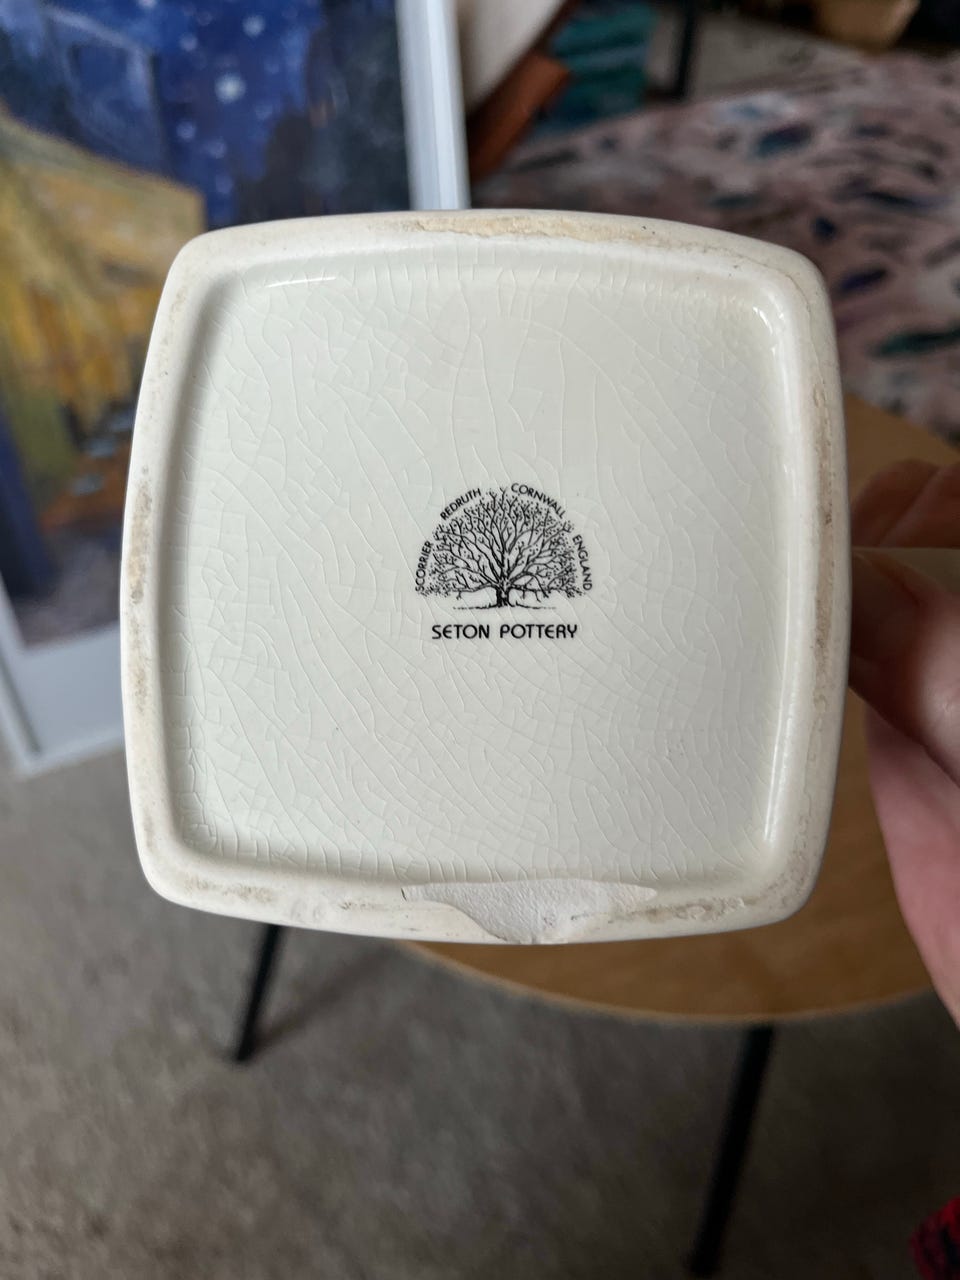 SCORRIER REDRUTH CORNWALL ENGLAND
SETON POTTERY